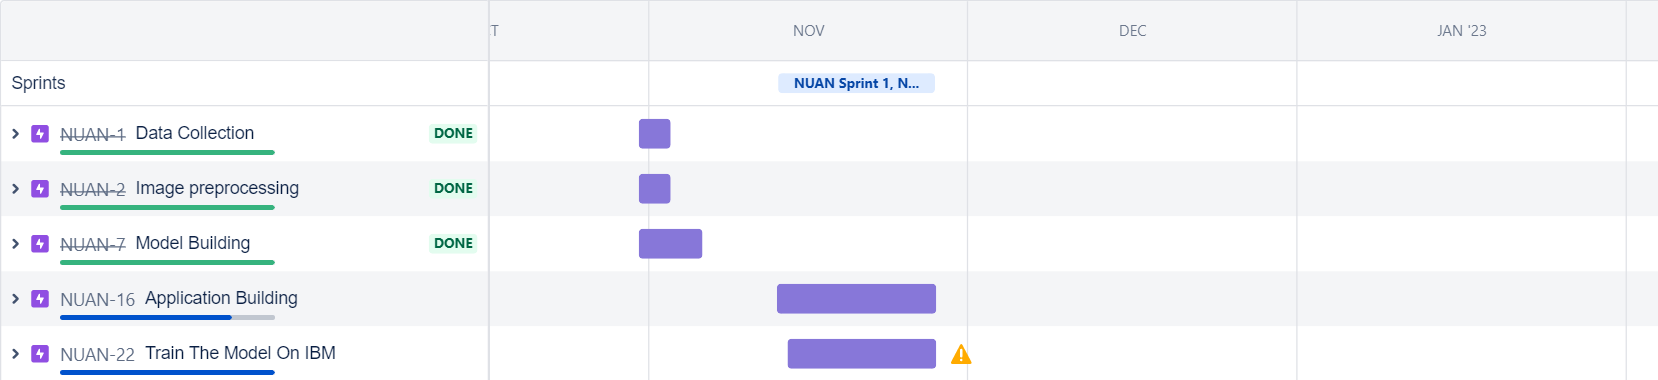 T NOV DEC JAN '23
Sprints NUAN Sprint 1, N...
NUAN-1 Data Collection DONE
NUAN-2 Image preprocessing DONE
NUAN-7 Model Building DONE
NUAN-16 Application Building
NUAN-22 Train The Model On IBM